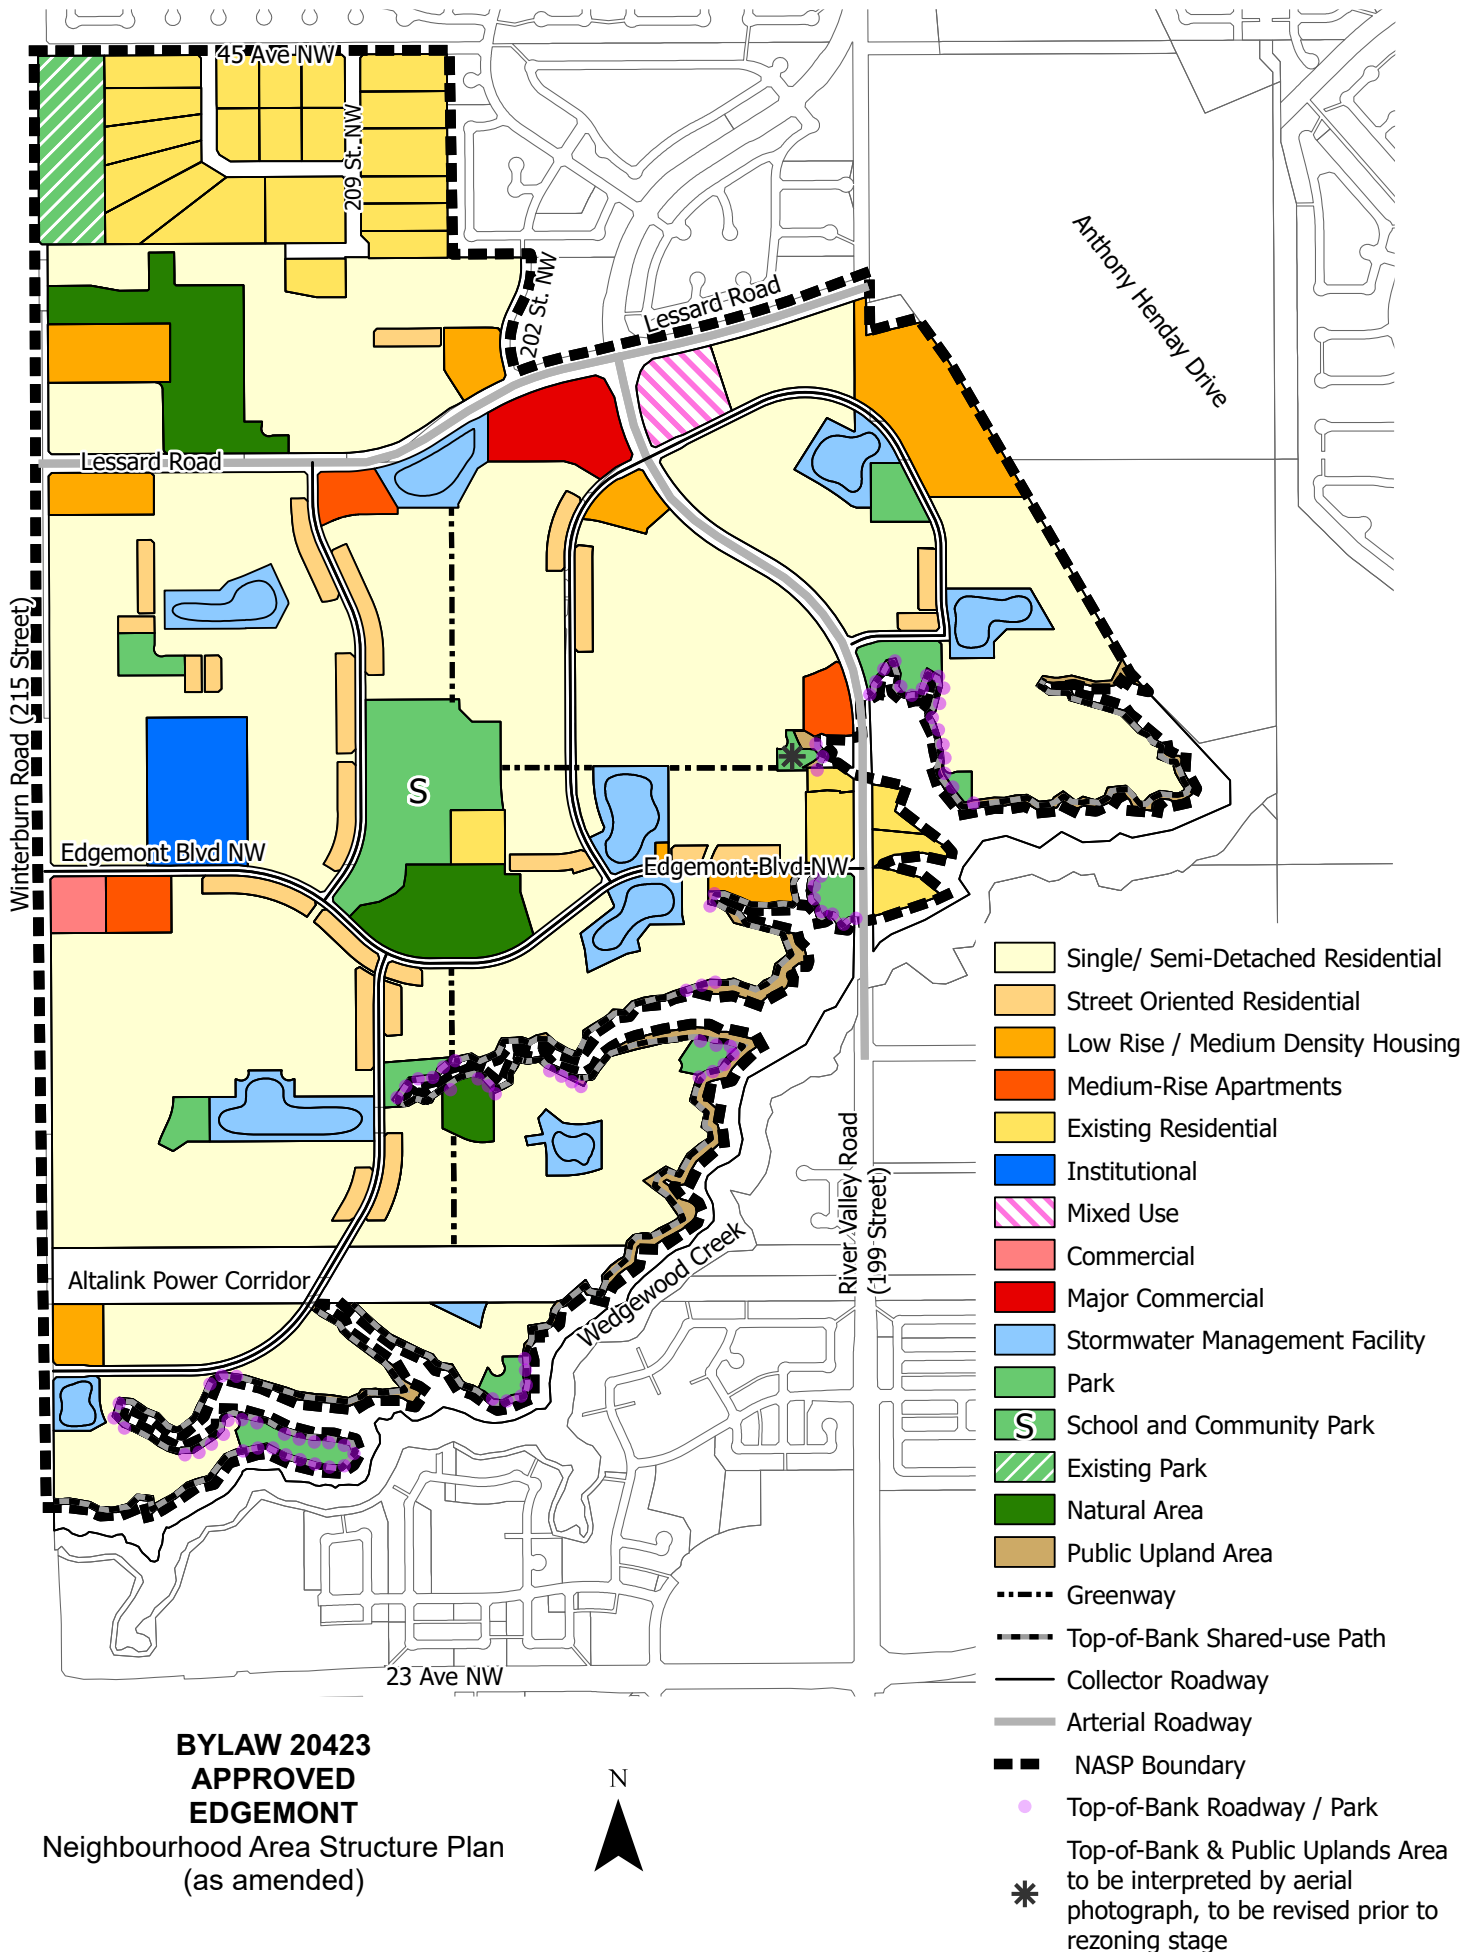 45 Ave NW
209 St. NW
202 St. NW
Lessard Road
Anthony Henday Drive
Lessard Road
Winterburn Road (215 Street)
S
Edgemont Blvd NW
Edgemont Blvd NW
Altalink Power Corridor
Wedgewood Creek
River Valley Road
(199 Street)
23 Ave NW
Single/ Semi-Detached Residential
Street Oriented Residential
Low Rise / Medium Density Housing
Medium-Rise Apartments
Existing Residential
Institutional
Mixed Use
Commercial
Major Commercial
Stormwater Management Facility
Park
S School and Community Park
Existing Park
Natural Area
Public Upland Area
Greenway
Top-of-Bank Shared-use Path
Collector Roadway
Arterial Roadway
NASP Boundary
Top-of-Bank Roadway / Park
Top-of-Bank & Public Uplands Area
to be interpreted by aerial
photograph, to be revised prior to
rezoning stage
BYLAW 20423
APPROVED
EDGEMONT
Neighbourhood Area Structure Plan
(as amended)
N